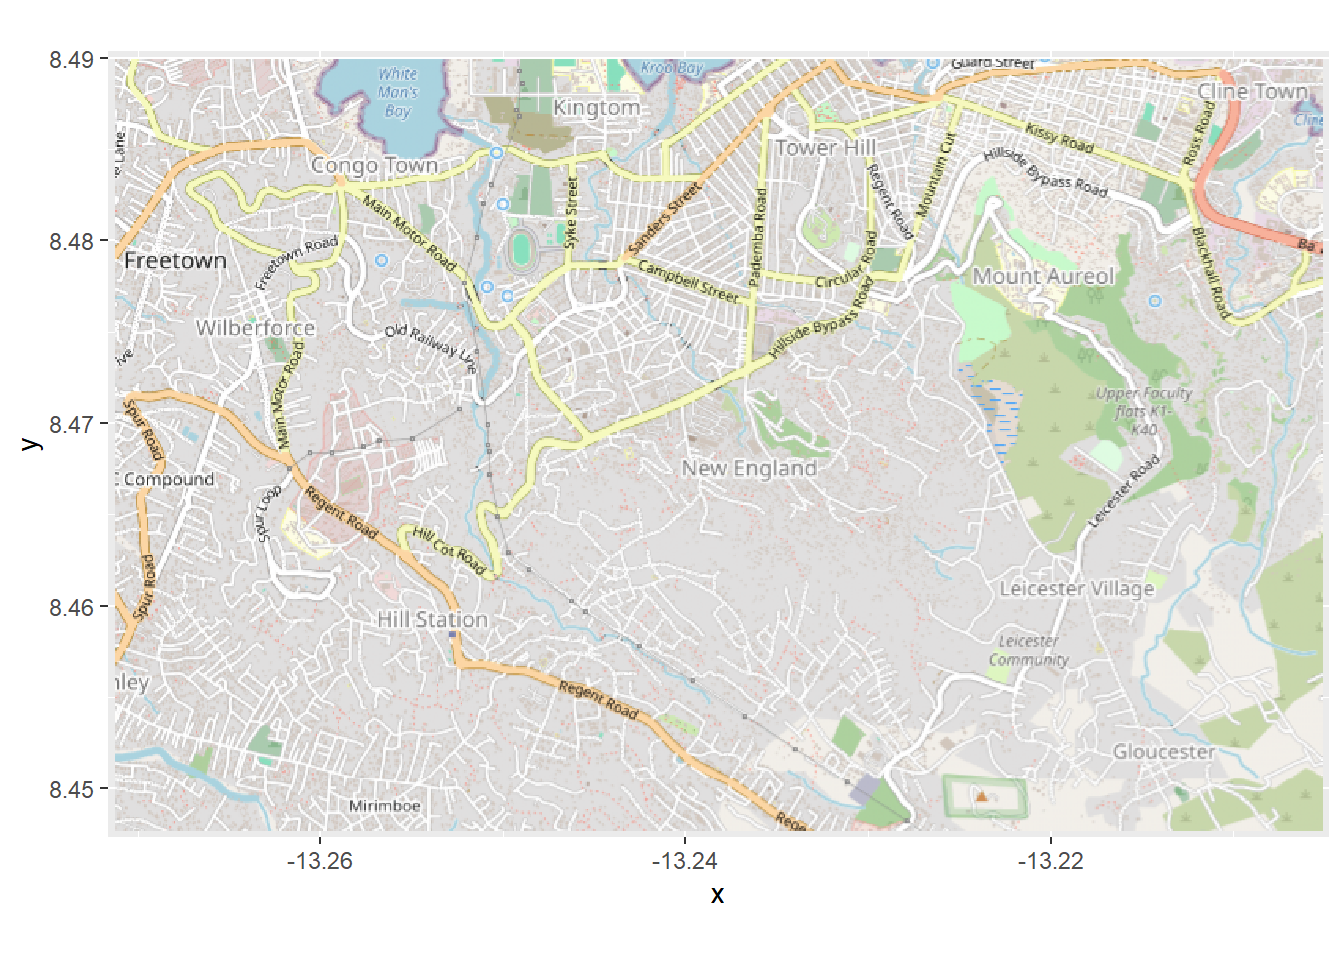 8.49
8.48
8.47
8.46
8.45
y
-13.26
-13.24
-13.22
x
White
Man's
Bay
Kroo Bay
Kingtom
Guard Street
Cline Town
Congo Town
Tower Hill
Kissy Road
Ross Road
Hillside Bypass Road
Mountain Cut
Regent Road
Main Motor Road
Syke Street
Sanders Street
Pademba Road
Freetown Road
Freetown
Campbell Street
Circular Road
Mount Aureol
Blackhall Road
Wilberforce
Old Railway Line
Hillside Bypass Road
Main Motor Road
Upper Faculty
flats K1-
K40
Spur Road
New England
Compound
Spur Loop
Regent Road
Hill Cot Road
Leicester Road
Spur Road
Leicester Village
Hill Station
Leicester
Community
Regent Road
Gloucester
Mirimboe